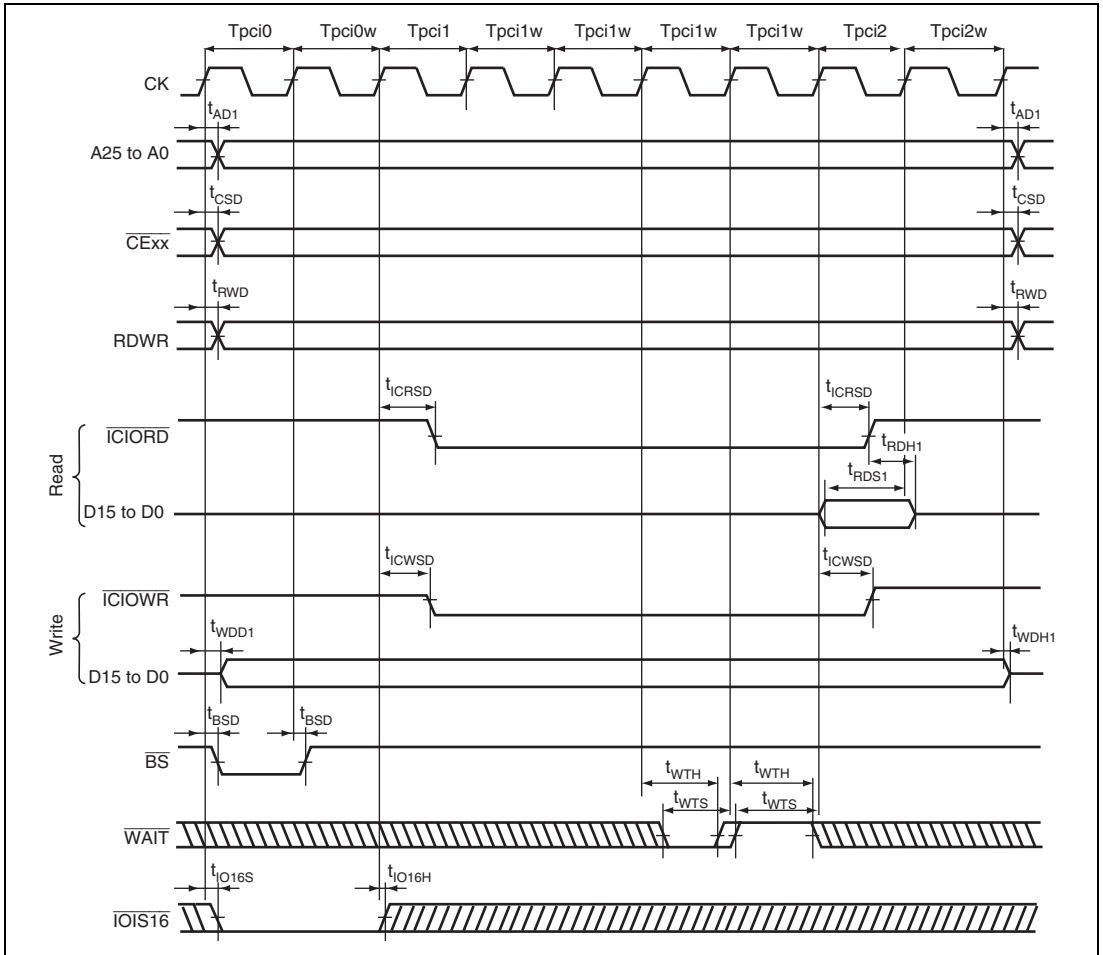 Tpci0 Tpci0w Tpci1 Tpci1w Tpci1w Tpci1w Tpci1w Tpci2 Tpci2w
CK
tAD1 tAD1
A25 to A0
tCSD tCSD
CExx
tRWD tRWD
RDWR
tICRSD tICRSD
ICIORD
tRDH1
Read
tRDS1
D15 to D0
tICWSD tICWSD
ICIOWR
Write
tWDD1 tWDH1
D15 to D0
tBSD tBSD
BS
tWTH tWTH
tWTS tWTS
WAIT
tIO16S tIO16H
IOIS16